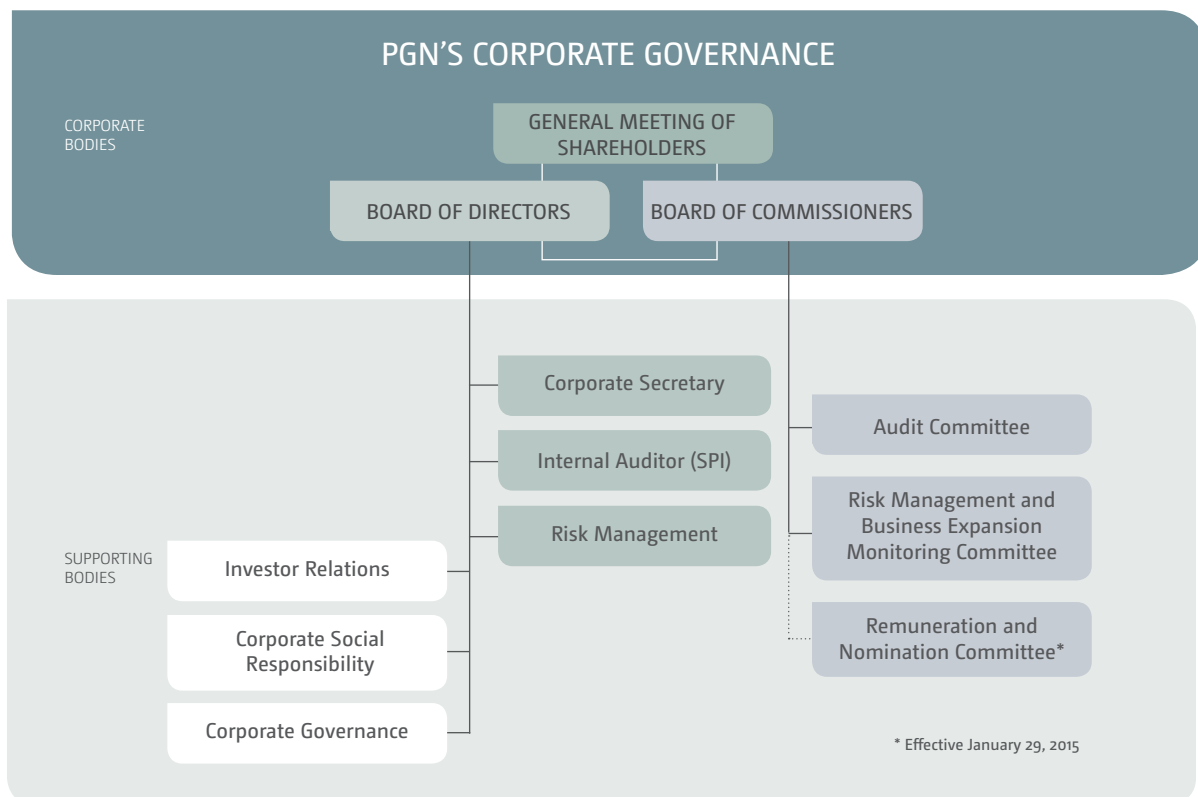 PGN'S CORPORATE GOVERNANCE
CORPORATE
BODIES
GENERAL MEETING OF
SHAREHOLDERS
BOARD OF DIRECTORS
BOARD OF COMMISSIONERS
SUPPORTING
BODIES
Corporate Secretary
Internal Auditor (SPI)
Risk Management
Investor Relations
Corporate Social
Responsibility
Corporate Governance
Audit Committee
Risk Management and
Business Expansion
Monitoring Committee
Remuneration and
Nomination Committee*
* Effective January 29, 2015